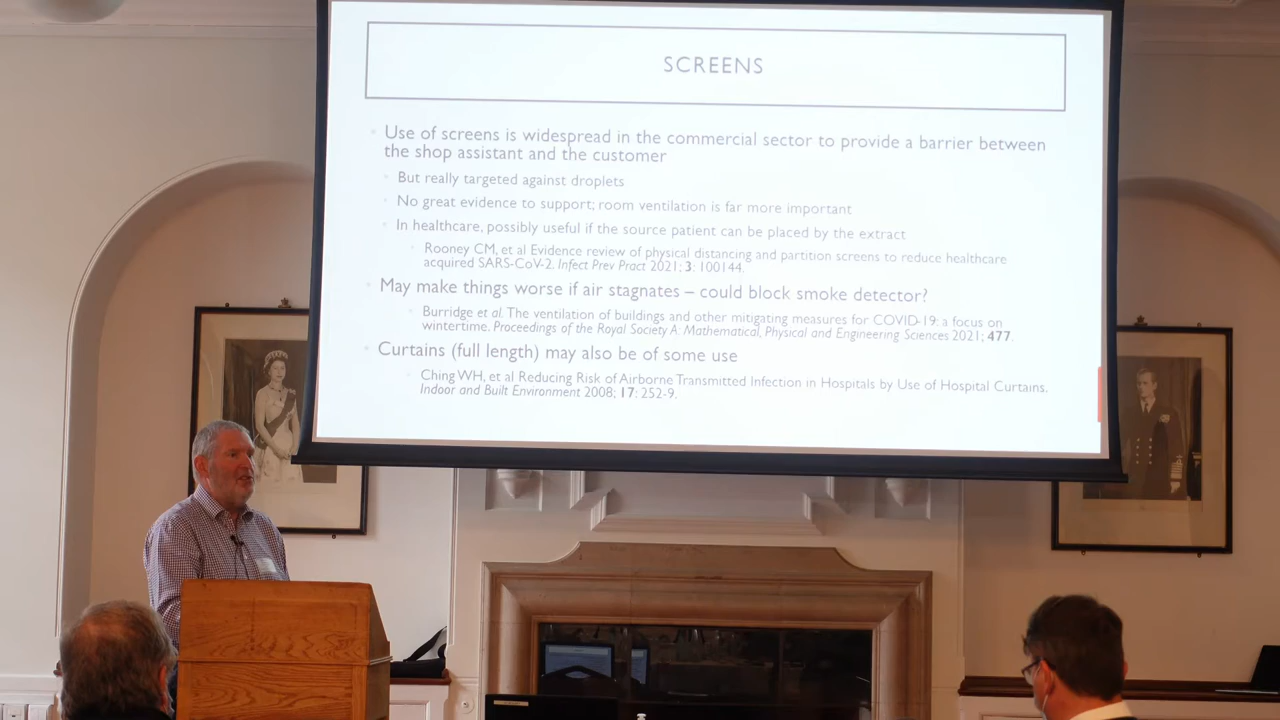 SCREENS
Use of screens is widespread in the commercial sector to provide a barrier between
the shop assistant and the customer
But really targeted against droplets
No great evidence to support; room ventilation is far more important
In healthcare, possibly useful if the source patient can be placed by the extract
Rooney CM, et al Evidence review of physical distancing and partition screens to reduce healthcare
acquired SARS-CoV-2. Infect Prev Pract 2021; 3: 100144.
May make things worse if air stagnates – could block smoke detector?
Burridge et al. The ventilation of buildings and other mitigating measures for COVID-19: a focus on
wintertime. Proceedings of the Royal Society A: Mathematical, Physical and Engineering Sciences 2021; 477.
Curtains (full length) may also be of some use
Ching WH, et al Reducing Risk of Airborne Transmitted Infection in Hospitals by Use of Hospital Curtains.
Indoor and Built Environment 2008; 17: 252-9.